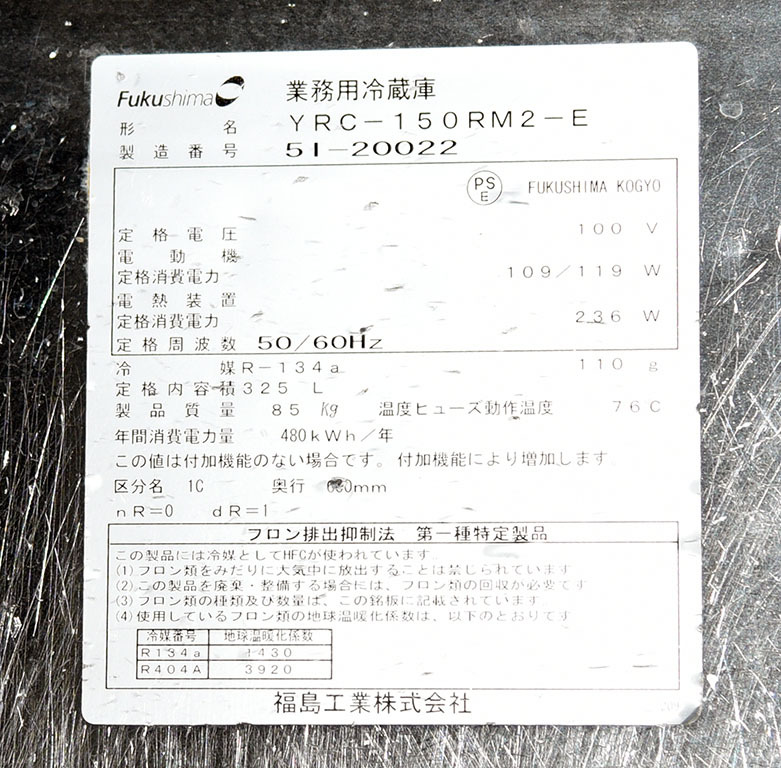 Fukushima 業務用冷蔵庫
形 名 YRC-150RM2-E
製造番号 51-20022
PSE FUKUSHIMA KOGYO
定格電圧 100 V
電動機
定格消費電力 109/119 W
電熱装置
定格消費電力 236 W
定格周波数 50/60Hz
冷 媒 R-134a 110 g
定格内容積 325 L
製品質量 85 kg 温度ヒューズ動作温度 76C
年間消費電力量 480kWh/年
この値は付加機能のない場合です。付加機能により増加します。
区分名 1C 奥行 mm
nR=0 dR=1
フロン排出抑制法 第一種特定製品
この製品には冷媒としてHFCが使われています。
(1)フロン類をみだりに大気中に放出することは禁じられています
(2)この製品を廃棄・整備する場合には、フロン類の回収が必要です
(3)フロン類の種類及び数量は、この銘板に記載されています。
(4)使用しているフロン類の地球温暖化係数は、以下のとおりです
冷媒番号 地球温暖化係数
R134a 1430
R404A 3920
福島工業株式会社